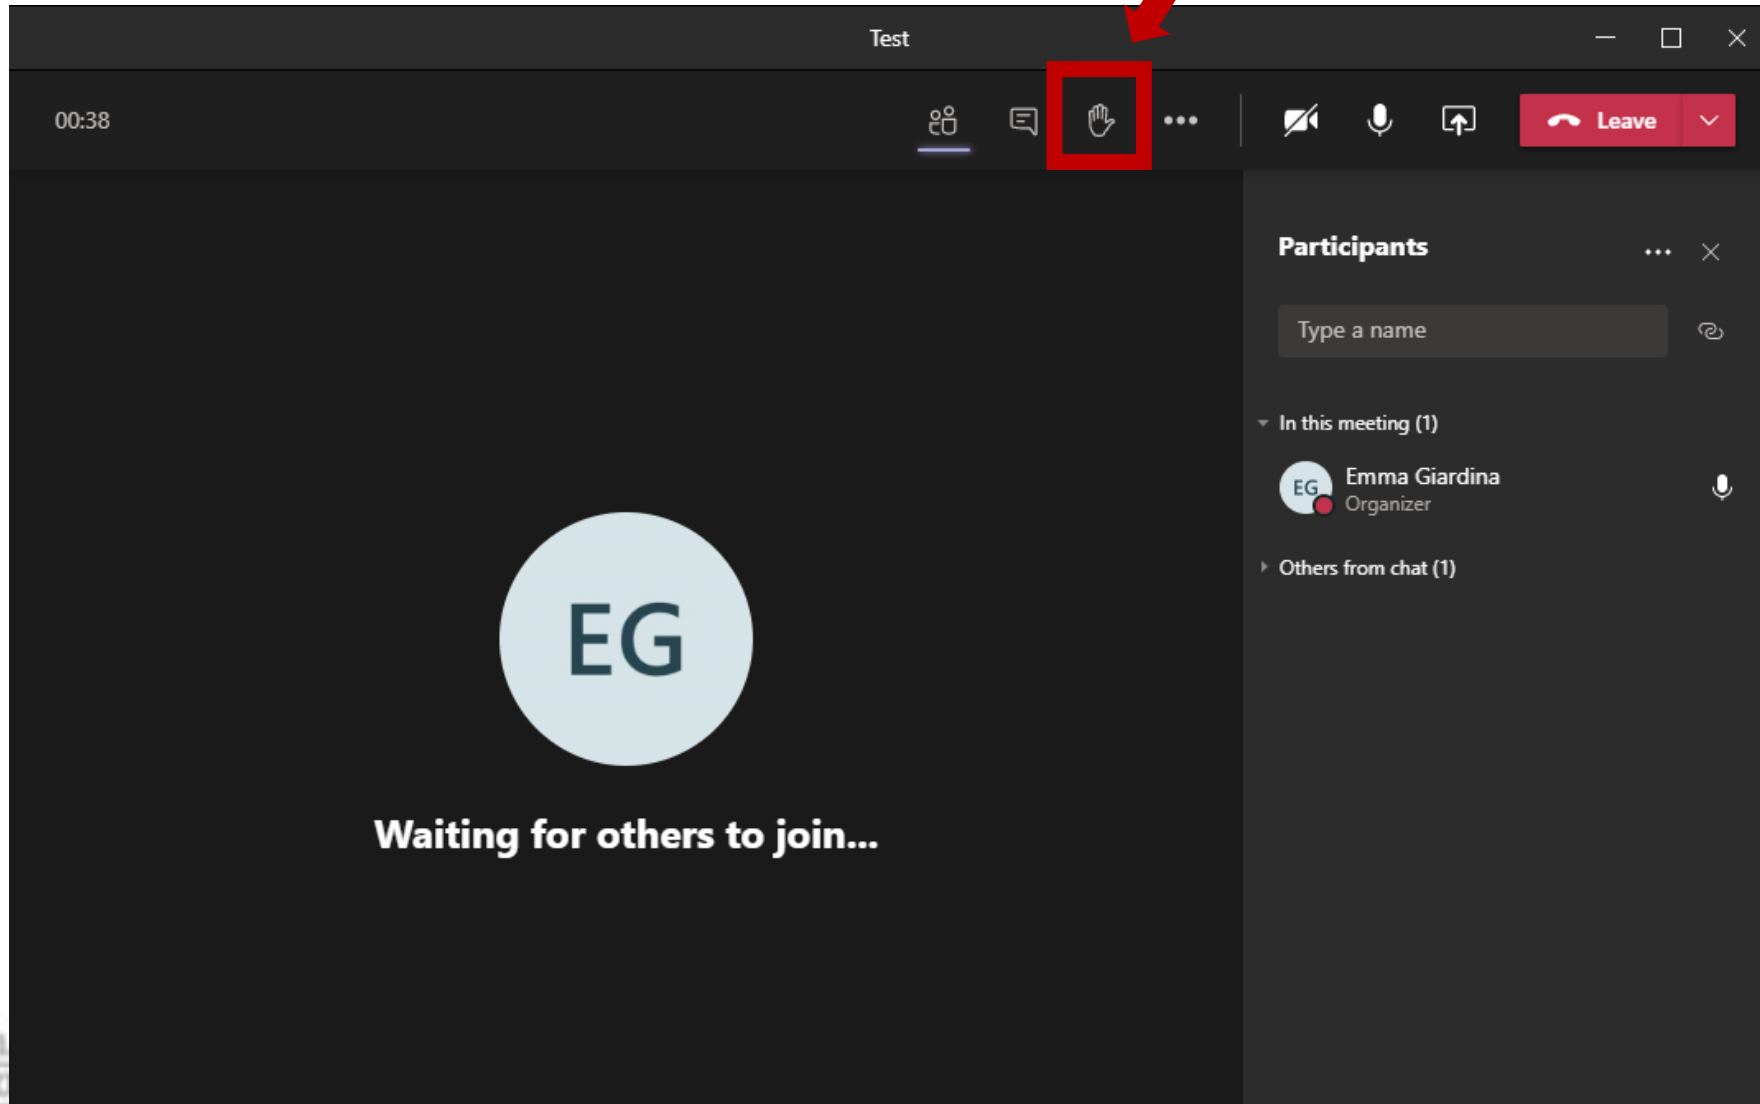 Test
00:38
Leave
Participants
Type a name
In this meeting (1)
EG
Emma Giardina
Organizer
Others from chat (1)
EG
Waiting for others to join...